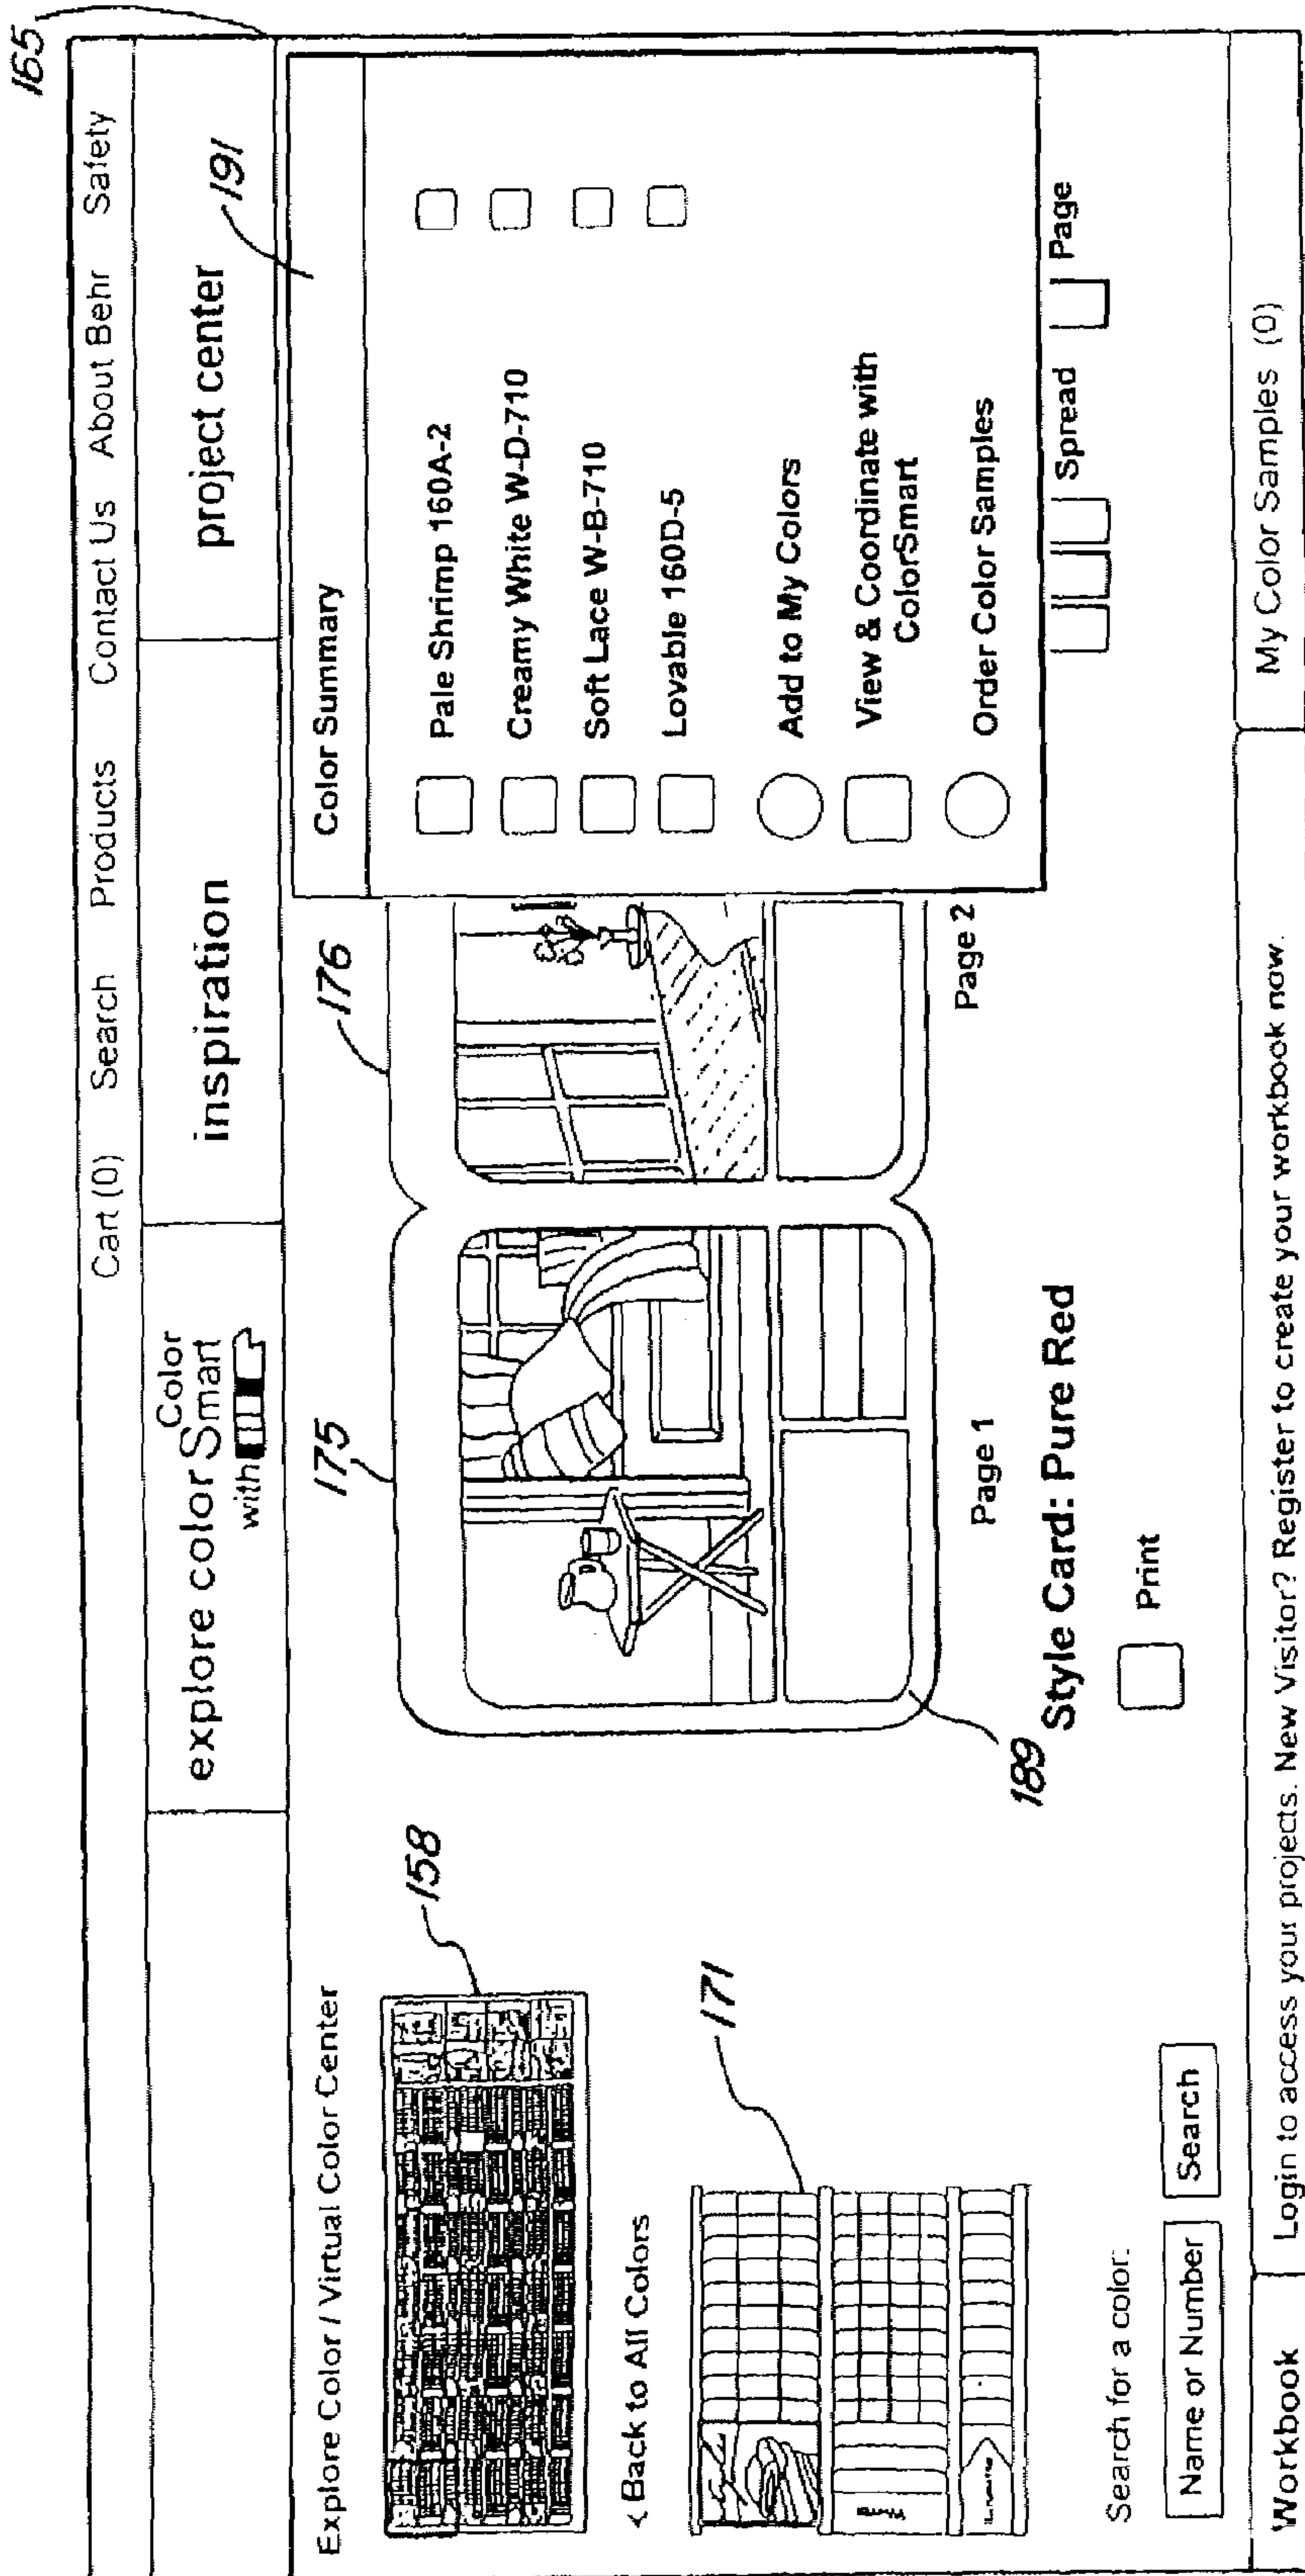 165
Cart (0) Search Products Contact Us About Behr Safety
explore color
with
Color
Smart
inspiration
project center
191
Explore Color / Virtual Color Center
158
< Back to All Colors
171
Search for a color:
Name or Number
Search
175
176
Page 1
Page 2
189
Style Card: Pure Red
Print
Color Summary
Pale Shrimp 160A-2
Creamy White W-D-710
Soft Lace W-B-710
Lovable 160D-5
Add to My Colors
View & Coordinate with
ColorSmart
Order Color Samples
Spread
Page
Workbook
Login to access your projects. New Visitor? Register to create your workbook now.
My Color Samples (0)